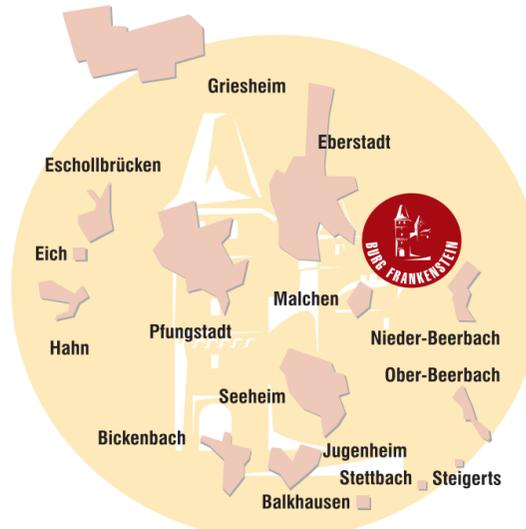 Griesheim
Eberstadt
Eschollbrücken
Eich
BURG FRANKENSTEIN
Malchen
Hahn
Pfungstadt
Nieder-Beerbach
Ober-Beerbach
Seeheim
Bickenbach
Jugenheim
Stettbach
Steigerts
Balkhausen